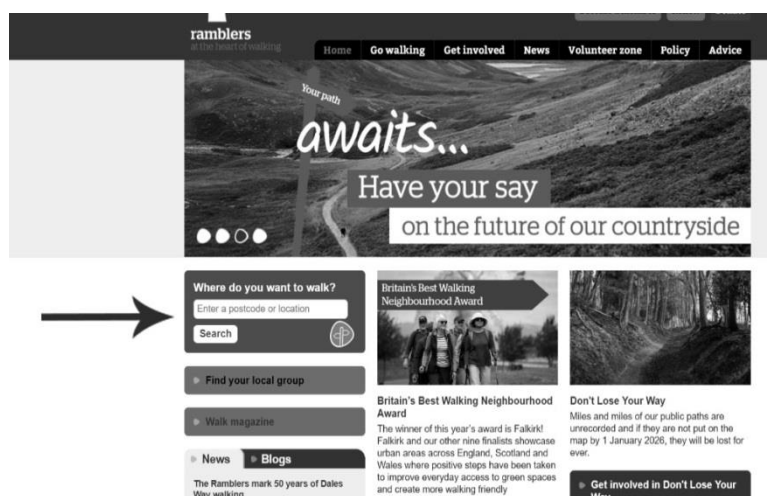 ramblers
at the heart of walking
Home Go walking Get involved News Volunteer zone Policy Advice
Your path
awaits...
Have your say
on the future of our countryside
Where do you want to walk?
Enter a postcode or location
Search
Find your local group
Walk magazine
News Blogs
The Ramblers mark 50 years of Dales
Way walking
Britain's Best Walking
Neighbourhood Award
Britain's Best Walking Neighbourhood
Award
The winner of this year's award is Falkirk!
Falkirk and our other nine finalists showcase
urban areas across England, Scotland and
Wales where positive steps have been taken
to improve everyday access to green spaces
and create more walking friendly
Don't Lose Your Way
Miles and miles of our public paths are
unrecorded and if they are not put on the
map by 1 January 2026, they will be lost for
ever.
Get involved in Don't Lose Your
Way